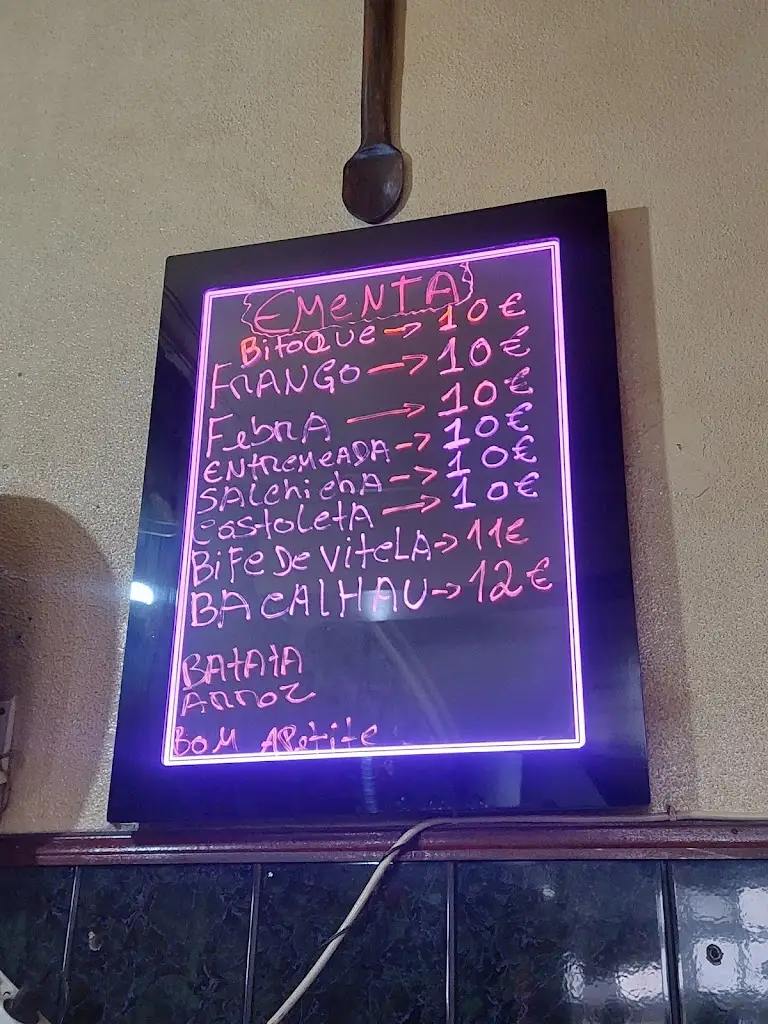 EMENTA
BitoQue → 10€
FRANGO → 10€
FebRA → 10€
ENTREMEADA → 10€
SAlchichA → 10€
costoletA → 10€
BiFe De VitelA → 11€
BACAlHAU → 12€
BAtAtA
ARROZ
BOM APetite